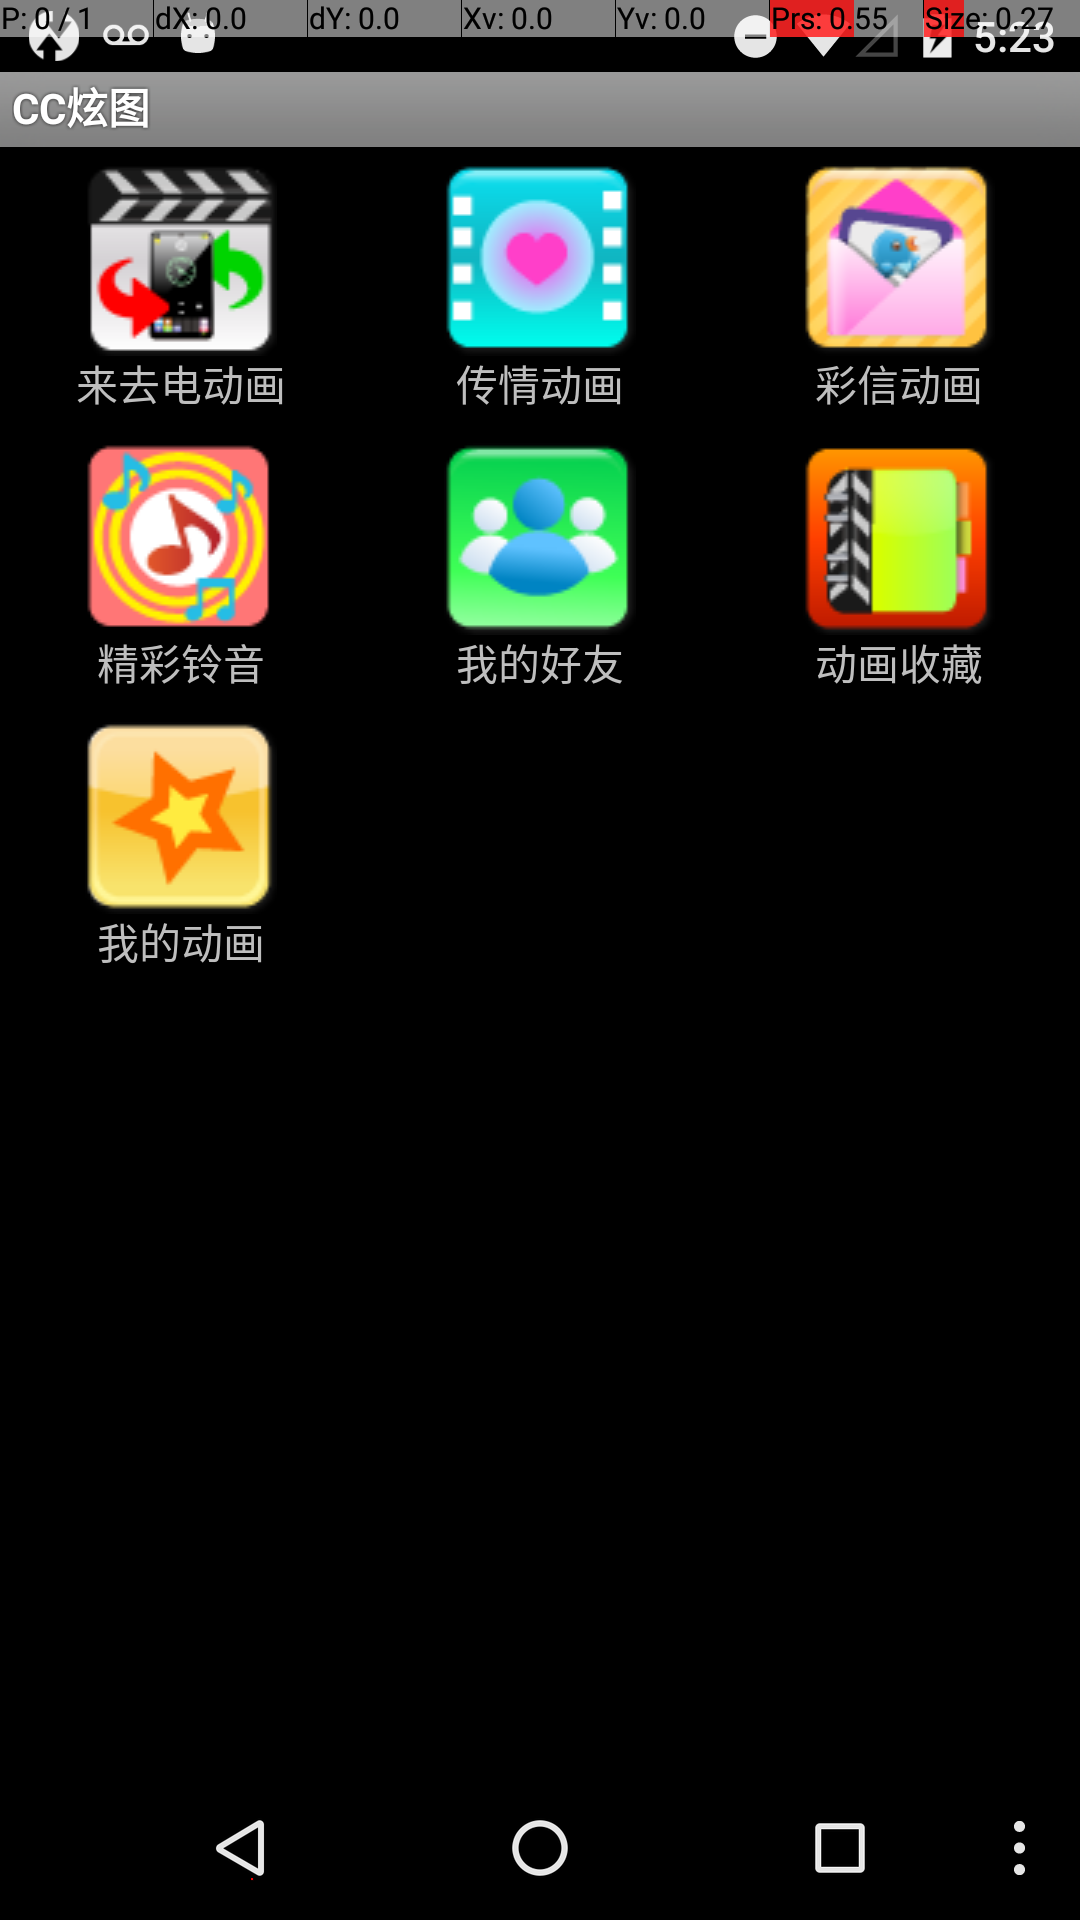 P: 0 / 1 dX: 0.0 dY: 0.0 Xv: 0.0 Yv: 0.0 Prs: 0.55 Size: 0.27
5:23
CC炫图
来去电动画 传情动画 彩信动画
精彩铃音 我的好友 动画收藏
我的动画